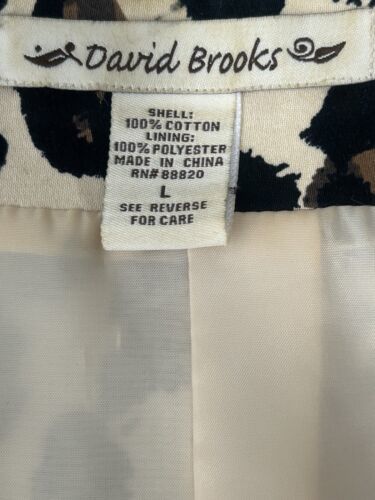 David Brooks
SHELL:
100% COTTON
LINING:
100% POLYESTER
MADE IN CHINA
RN# 88820
L
SEE REVERSE
FOR CARE